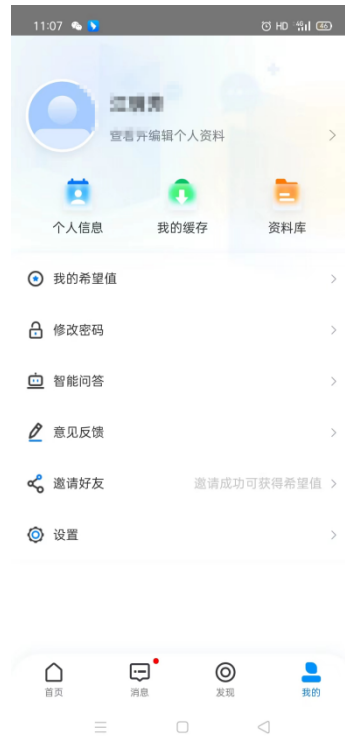 11:07 HD 4G 46
查看并编辑个人资料
个人信息 我的缓存 资料库
我的希望值
修改密码
智能问答
意见反馈
邀请好友 邀请成功可获得希望值
设置
首页 消息 发现 我的